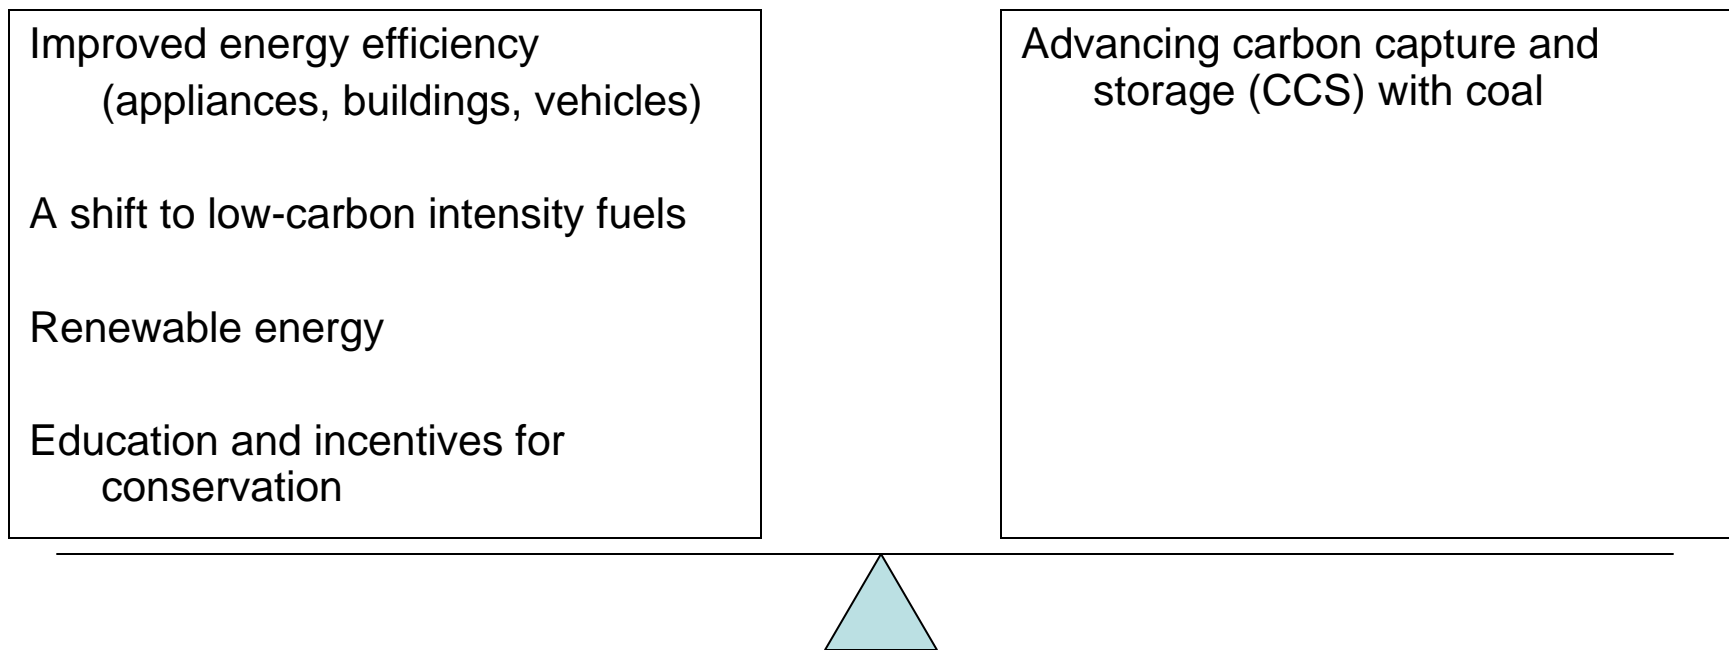 Improved energy efficiency
(appliances, buildings, vehicles)
A shift to low-carbon intensity fuels
Renewable energy
Education and incentives for
conservation
Advancing carbon capture and
storage (CCS) with coal